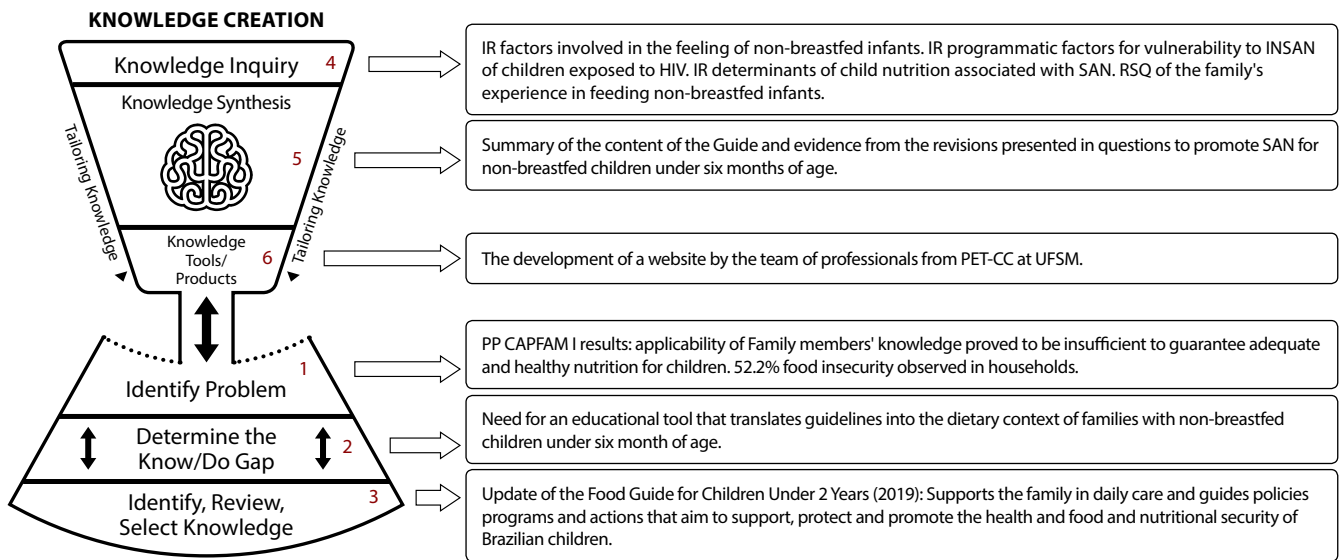 KNOWLEDGE CREATION
Knowledge Inquiry 4
IR factors involved in the feeling of non-breastfed infants. IR programmatic factors for vulnerability to INSAN
of children exposed to HIV. IR determinants of child nutrition associated with SAN. RSQ of the family's
experience in feeding non-breastfed infants.
Knowledge Synthesis
5
Tailoring Knowledge
Tailoring Knowledge
Summary of the content of the Guide and evidence from the revisions presented in questions to promote SAN for
non-breastfed children under six months of age.
Knowledge
Tools/
Products
6
The development of a website by the team of professionals from PET-CC at UFSM.
1
Identify Problem
PP CAPFAM I results: applicability of Family members' knowledge proved to be insufficient to guarantee adequate
and healthy nutrition for children. 52.2% food insecurity observed in households.
Determine the
Know/Do Gap
2
Need for an educational tool that translates guidelines into the dietary context of families with non-breastfed
children under six month of age.
Identify, Review,
Select Knowledge
3
Update of the Food Guide for Children Under 2 Years (2019): Supports the family in daily care and guides policies
programs and actions that aim to support, protect and promote the health and food and nutritional security of
Brazilian children.